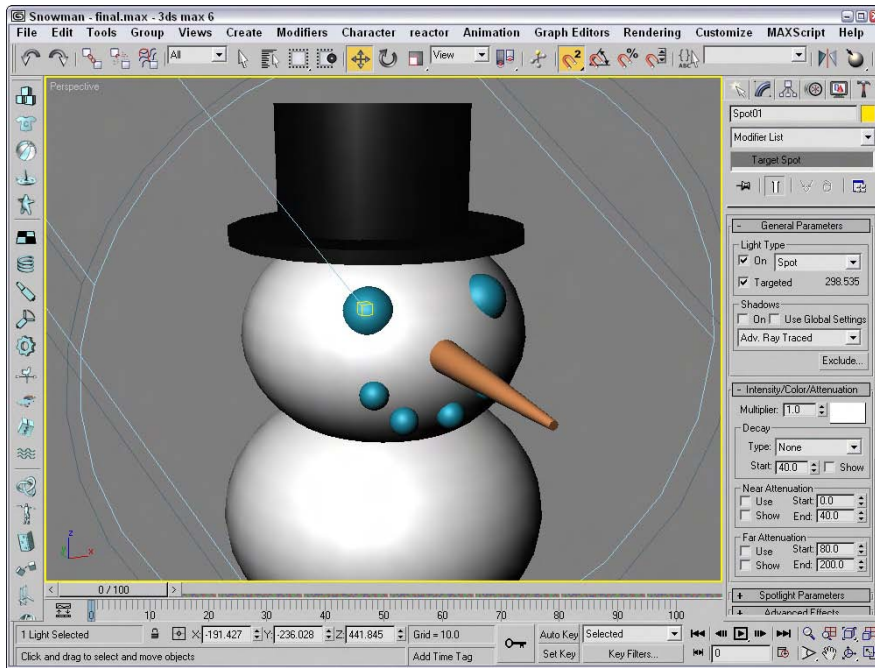 Snowman - final.max - 3ds max 6
File Edit Tools Group Views Create Modifiers Character reactor Animation Graph Editors Rendering Customize MAXScript Help
All
View
2
%
ABC
Perspective
z
y
x
Spot01
Modifier List
Target Spot
- General Parameters
Light Type
On Spot
Targeted 298.535
Shadows
On Use Global Settings
Adv. Ray Traced
Exclude...
- Intensity/Color/Attenuation
Multiplier: 1.0
Decay
Type: None
Start: 40.0 Show
Near Attenuation
Use Start: 0.0
Show End: 40.0
Far Attenuation
Use Start: 80.0
Show End: 200.0
+ Spotlight Parameters
+ Advanced Effects
< 0 / 100 >
0 10 20 30 40 50 60 70 80 90 100
1 Light Selected X: -191.427 Y: -236.028 Z: 441.845 Grid = 10.0
Click and drag to select and move objects Add Time Tag
Auto Key Selected
Set Key Key Filters... 0